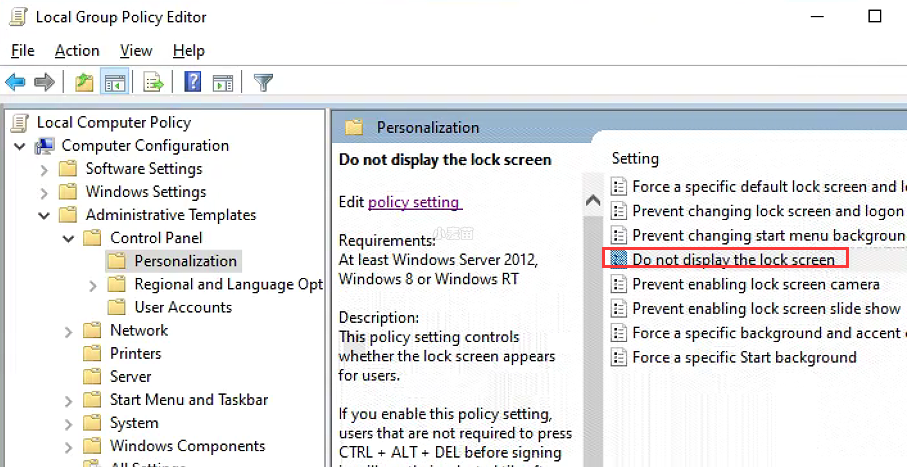 Local Group Policy Editor
File Action View Help
Local Computer Policy
Computer Configuration
Software Settings
Windows Settings
Administrative Templates
Control Panel
Personalization
Regional and Language Opt
User Accounts
Network
Printers
Server
Start Menu and Taskbar
System
Windows Components
All Settings
Personalization
Do not display the lock screen
Edit policy setting
Requirements:
At least Windows Server 2012,
Windows 8 or Windows RT
Description:
This policy setting controls
whether the lock screen appears
for users.
If you enable this policy setting,
users that are not required to press
CTRL + ALT + DEL before signing
Setting
Force a specific default lock screen and l
Prevent changing lock screen and logon
Prevent changing start menu backgroun
Do not display the lock screen
Prevent enabling lock screen camera
Prevent enabling lock screen slide show
Force a specific background and accent
Force a specific Start background